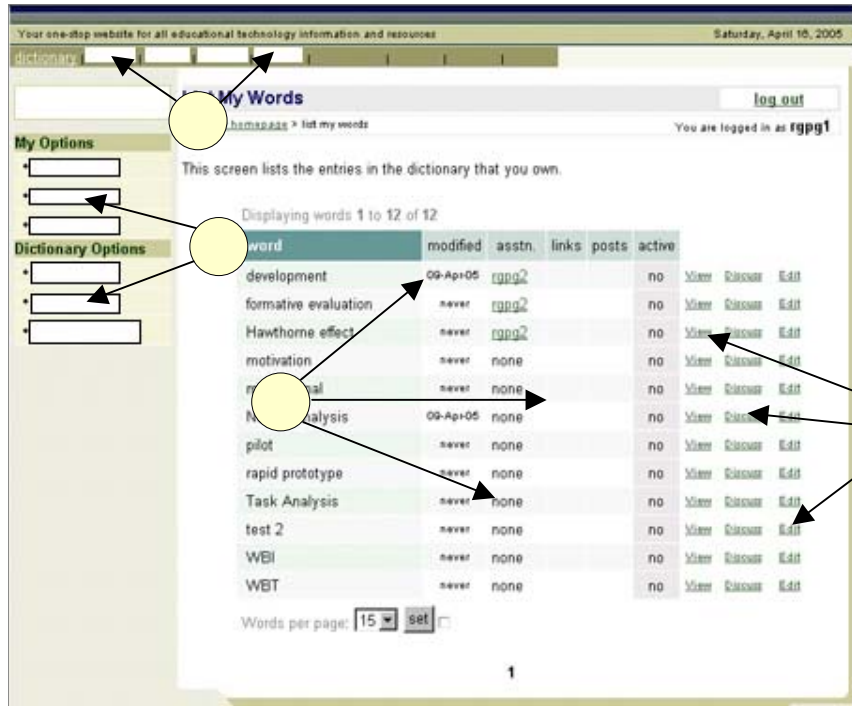 Your one-stop website for all educational technology information and resources
Saturday, April 16, 2005
dictionary
My Words
log out
homepage > list my words
You are logged in as rgpg1
My Options
This screen lists the entries in the dictionary that you own.
Displaying words 1 to 12 of 12
Dictionary Options
word modified asstn. links posts active
development 09-Apr-05 rgpg2 no View Discuss Edit
formative evaluation never rgpg2 no View Discuss Edit
Hawthorne effect never rgpg2 no View Discuss Edit
motivation never none no View Discuss Edit
never none no View Discuss Edit
09-Apr-05 none no View Discuss Edit
pilot never none no View Discuss Edit
rapid prototype never none no View Discuss Edit
Task Analysis never none no View Discuss Edit
test 2 never none no View Discuss Edit
WBI never none no View Discuss Edit
WBT never none no View Discuss Edit
Words per page: 15 set
1